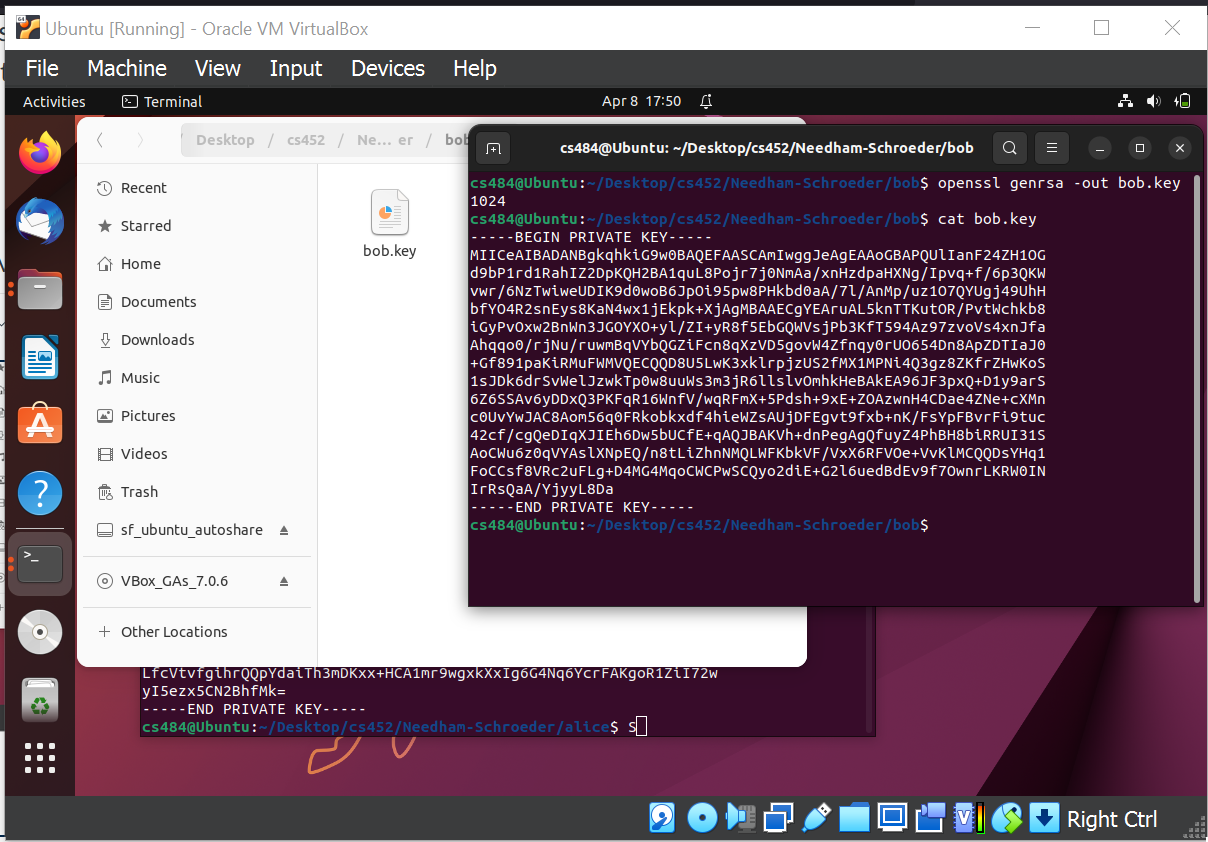 Ubuntu [Running] - Oracle VM VirtualBox
File Machine View Input Devices Help
Activities Terminal Apr 8 17:50
Desktop / cs452 / Ne... er / bob
cs484@Ubuntu: ~/Desktop/cs452/Needham-Schroeder/bob
Recent
Starred
Home
Documents
Downloads
Music
Pictures
Videos
Trash
sf_ubuntu_autoshare
VBox_GAs_7.0.6
Other Locations
bob.key
cs484@Ubuntu:~/Desktop/cs452/Needham-Schroeder/bob$ openssl genrsa -out bob.key
1024
cs484@Ubuntu:~/Desktop/cs452/Needham-Schroeder/bob$ cat bob.key
-----BEGIN PRIVATE KEY-----
MIICeAIBADANBgkqhkiG9w0BAQEFAASCAmIwggJeAgEAAoGBAPQUlIanF24ZH1OG
d9bP1rd1RahIZ2DpKQH2BA1quL8Pojr7j0NmAa/xnHzdpaHXNg/Ipvq+f/6p3QKW
vwr/6NzTwiweUDIK9d0woB6JpOi95pw8PHkbd0aA/7l/AnMp/uz1O7QYUgj49UhH
bfYO4R2snEys8KaN4wx1jEkpk+XjAgMBAAECgYEAruAL5knTTKutOR/PvtWchkb8
iGyPvOxw2BnWn3JGOYXO+yl/ZI+yR8f5EbGQWVsjPb3KfT594Az97zvoVs4xnJfa
Ahqqo0/rjNu/ruwmBqVYbQGZiFcn8qXzVD5govW4Zfnqy0rUO654Dn8ApZDTIaJ0
+Gf891paKiRMuFWMVQECQQD8U5LwK3xklrpjzUS2fMX1MPNi4Q3gz8ZKfrZHwKoS
1sJDk6drSvWelJzwkTp0w8uuWs3m3jR6llslvOmhkHeBAkEA96JF3pxQ+D1y9arS
6Z6SSAv6yDDxQ3PKFqR16WnfV/wqRFmX+5Pdsh+9xE+ZOAzwnH4CDae4ZNe+cXMn
c0UvYwJAC8Aom56q0FRkobkxdf4hieWZsAUjDFEgvt9fxb+nK/FsYpFBvrFi9tuc
42cf/cgQeDIqXJIEh6Dw5bUCfE+qAQJBAKVh+dnPegAgQfuyZ4PhBH8biRRUI31S
AoCWu6z0qVYAslXNpEQ/n8tLiZhnNMQLWFKbkVF/VxX6RFVOe+VvKlMCQQDsYHq1
FoCCsf8VRc2uFLg+D4MG4MqoCWCPwSCQyo2diE+G2l6uedBdEv9f7OwnrLKRW0IN
IrRsQaA/YjyyL8Da
-----END PRIVATE KEY-----
cs484@Ubuntu:~/Desktop/cs452/Needham-Schroeder/bob$
LfcVtvfgihrQQpYdaiTh3mDKxx+HCA1mr9wgxkXxIg6G4Nq6YcrFAKgoR1ZiI72w
yI5ezx5CN2BhfMk=
-----END PRIVATE KEY-----
cs484@Ubuntu:~/Desktop/cs452/Needham-Schroeder/alice$ S
Right Ctrl